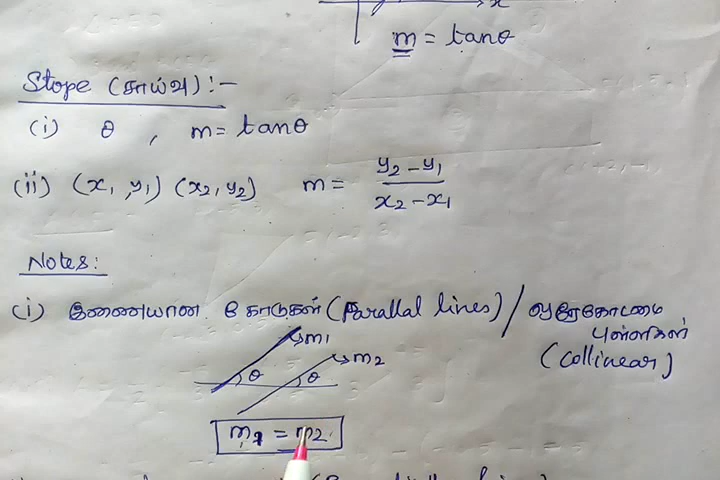 x
m = tanθ
Slope (சாய்வு) :-
(i) θ , m = tanθ
(ii) (x₁, y₁) (x₂, y₂) m = y₂ - y₁ / x₂ - x₁
Notes:
(i) இணையான கோடுகள் (Parallal lines) / ஒரேகோட்டமை
புள்ளிகள்
(Collinear)
m₁
m₂
θ θ
m₁ = m₂